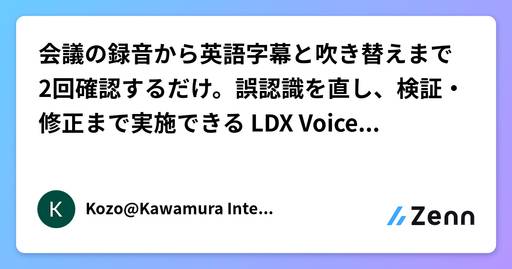 会議の録音から英語字幕と吹き替えまで
2回確認するだけ。誤認識を直し、検証・
修正まで実施できる LDX Voice...
K
Kozo@Kawamura Inte...
Zenn